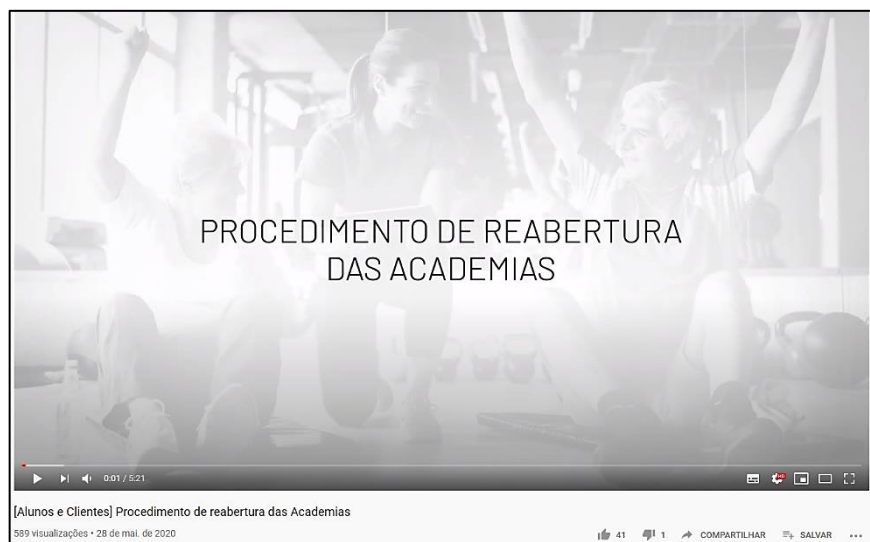 PROCEDIMENTO DE REABERTURA
DAS ACADEMIAS
0:01 / 5:21
HD
[Alunos e Clientes] Procedimento de reabertura das Academias
589 visualizações • 28 de mai. de 2020
41
1
COMPARTILHAR
SALVAR